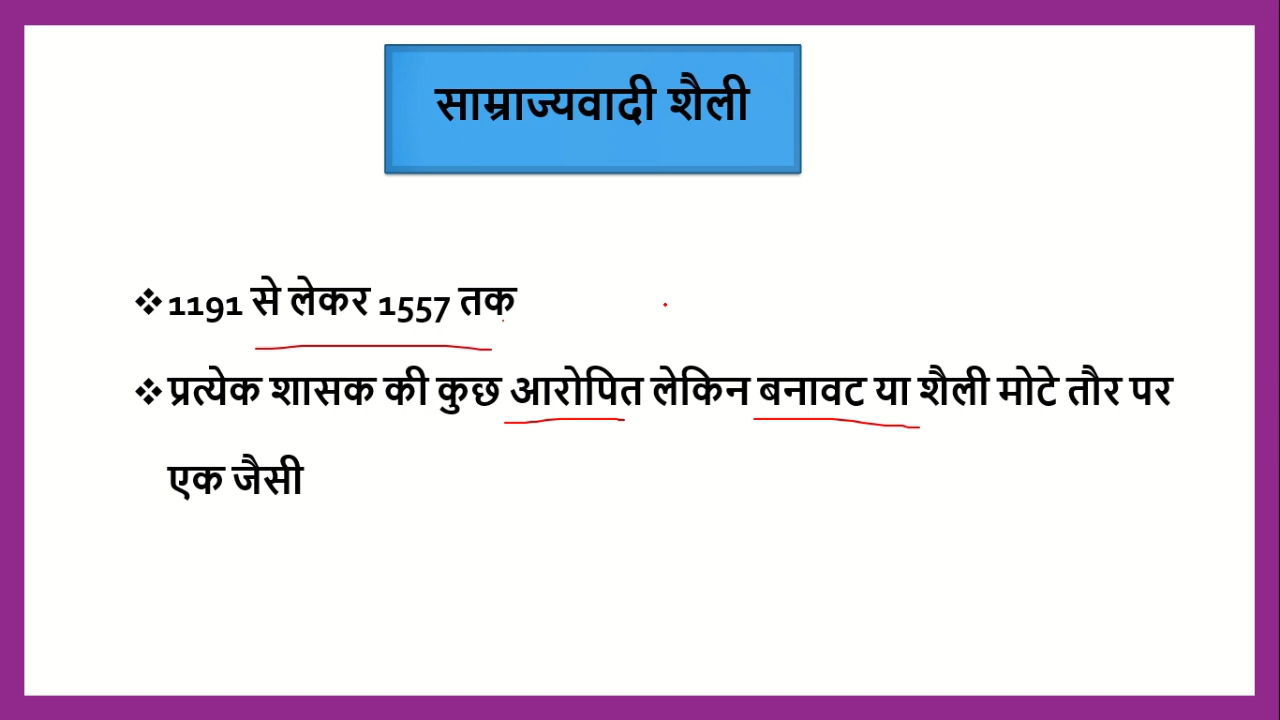 साम्राज्यवादी शैली
❖1191 से लेकर 1557 तक
❖प्रत्येक शासक की कुछ आरोपित लेकिन बनावट या शैली मोटे तौर पर
एक जैसी